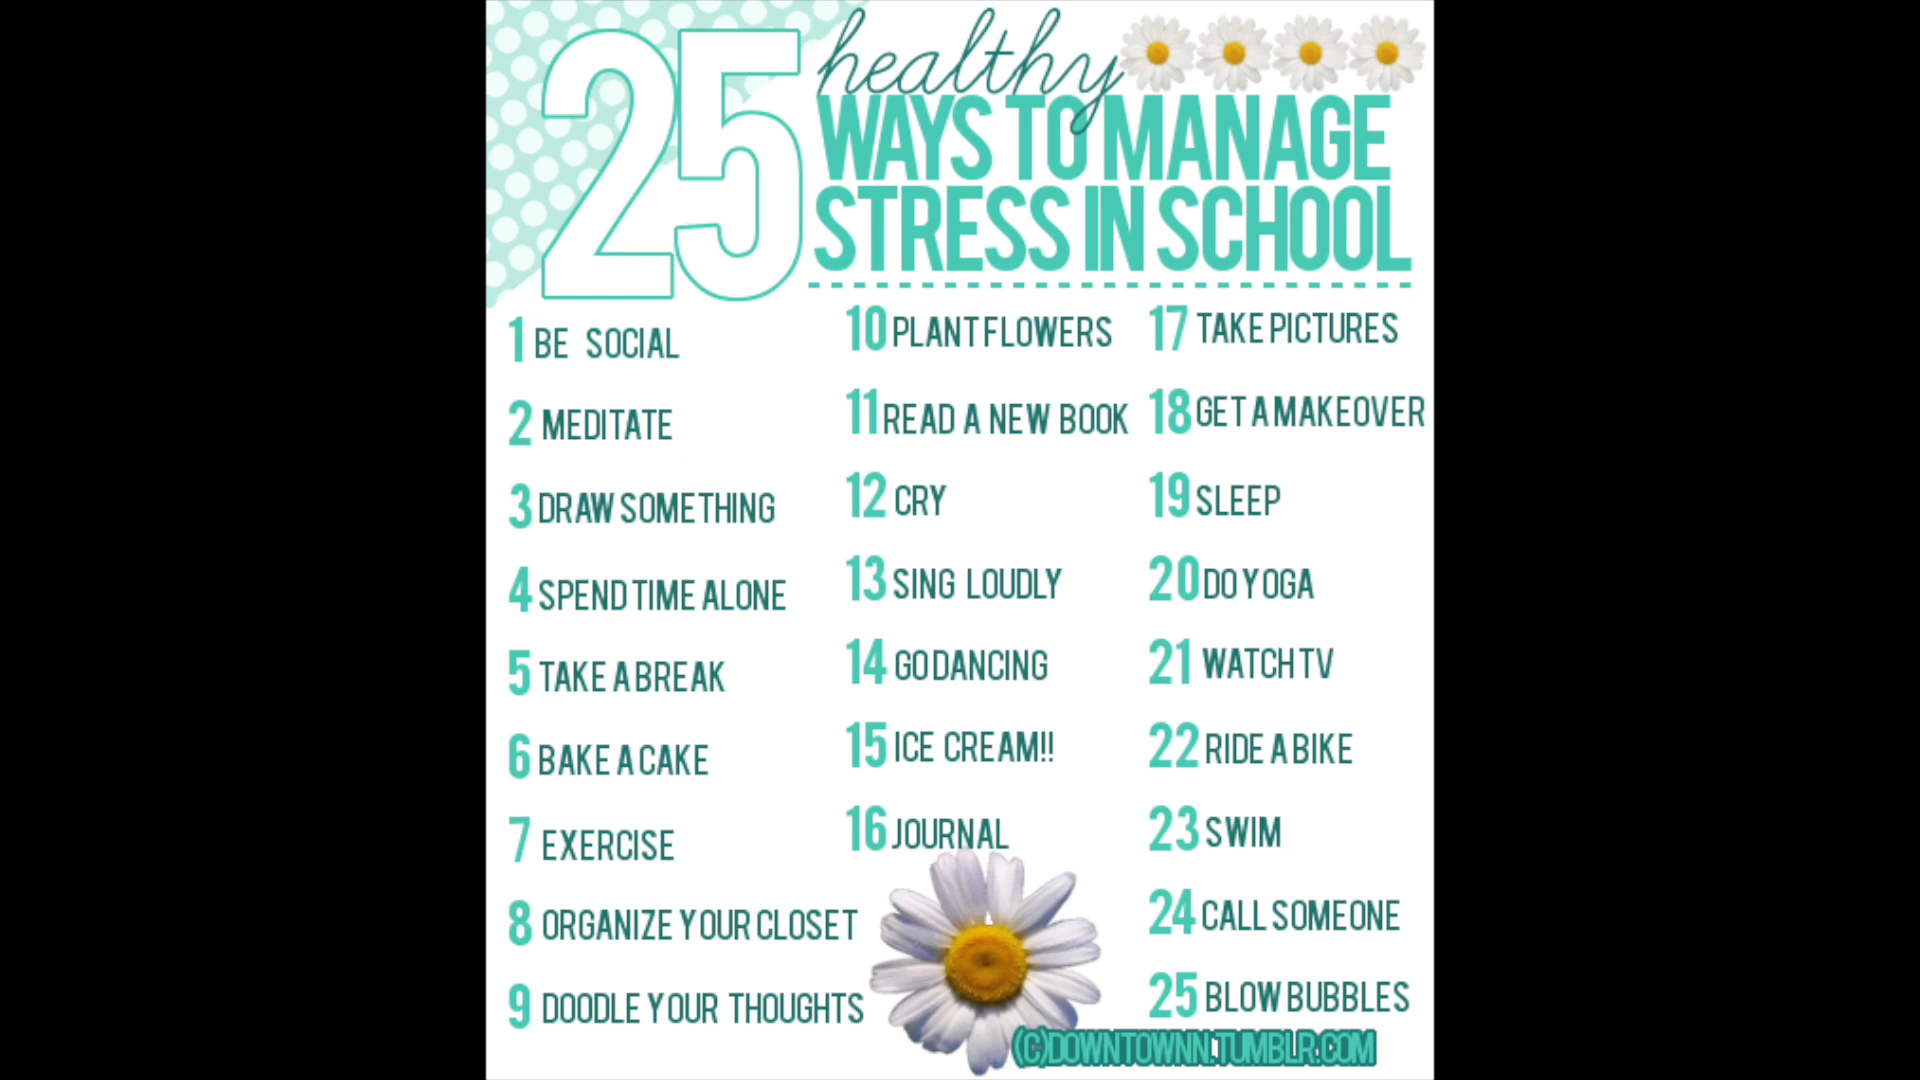 25
healthy
WAYS TO MANAGE
STRESS IN SCHOOL
1 BE SOCIAL
2 MEDITATE
3 DRAW SOMETHING
4 SPEND TIME ALONE
5 TAKE A BREAK
6 BAKE A CAKE
7 EXERCISE
8 ORGANIZE YOUR CLOSET
9 DOODLE YOUR THOUGHTS
10 PLANT FLOWERS
11 READ A NEW BOOK
12 CRY
13 SING LOUDLY
14 GO DANCING
15 ICE CREAM!!
16 JOURNAL
17 TAKE PICTURES
18 GET A MAKEOVER
19 SLEEP
20 DO YOGA
21 WATCH TV
22 RIDE A BIKE
23 SWIM
24 CALL SOMEONE
25 BLOW BUBBLES
(C)DOWNTOWNN.TUMBLR.COM